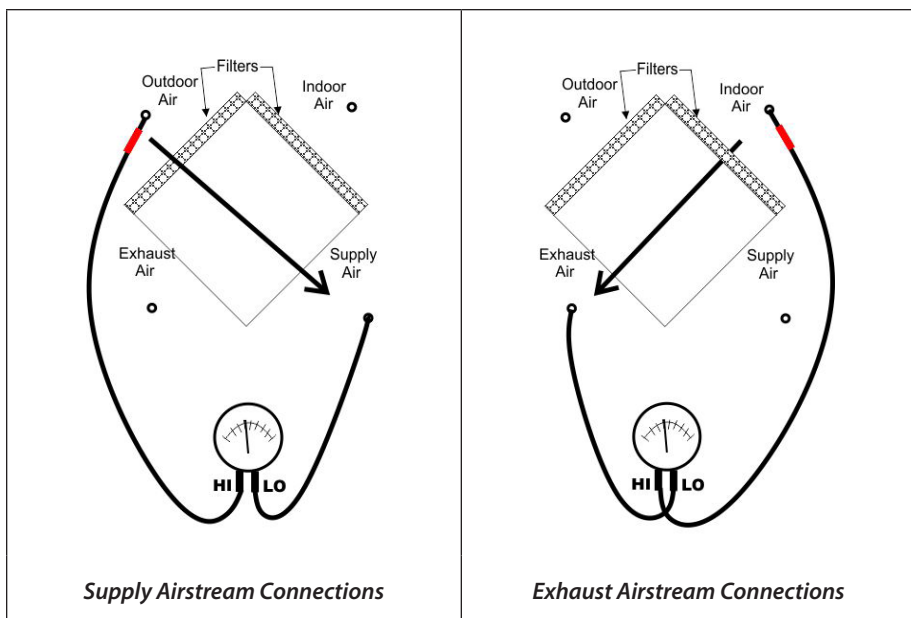 Filters
Outdoor
Air
Indoor
Air
Exhaust
Air
Supply
Air
HI
LO
Supply Airstream Connections
Filters
Outdoor
Air
Indoor
Air
Exhaust
Air
Supply
Air
HI
LO
Exhaust Airstream Connections